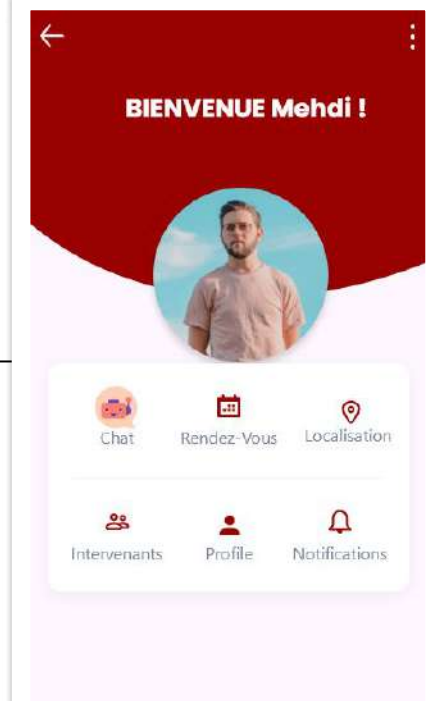 BIENVENUE Mehdi !
Chat Rendez-Vous Localisation
Intervenants Profile Notifications